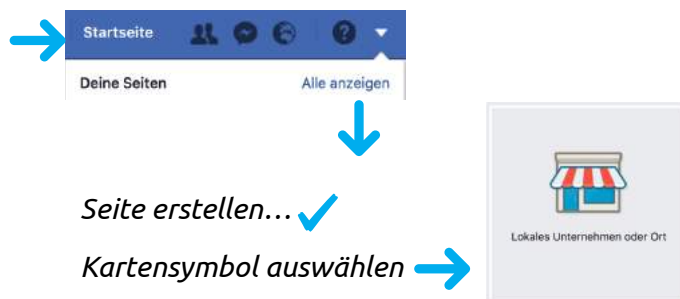 Startseite
Deine Seiten Alle anzeigen
Seite erstellen...
Lokales Unternehmen oder Ort
Kartensymbol auswählen